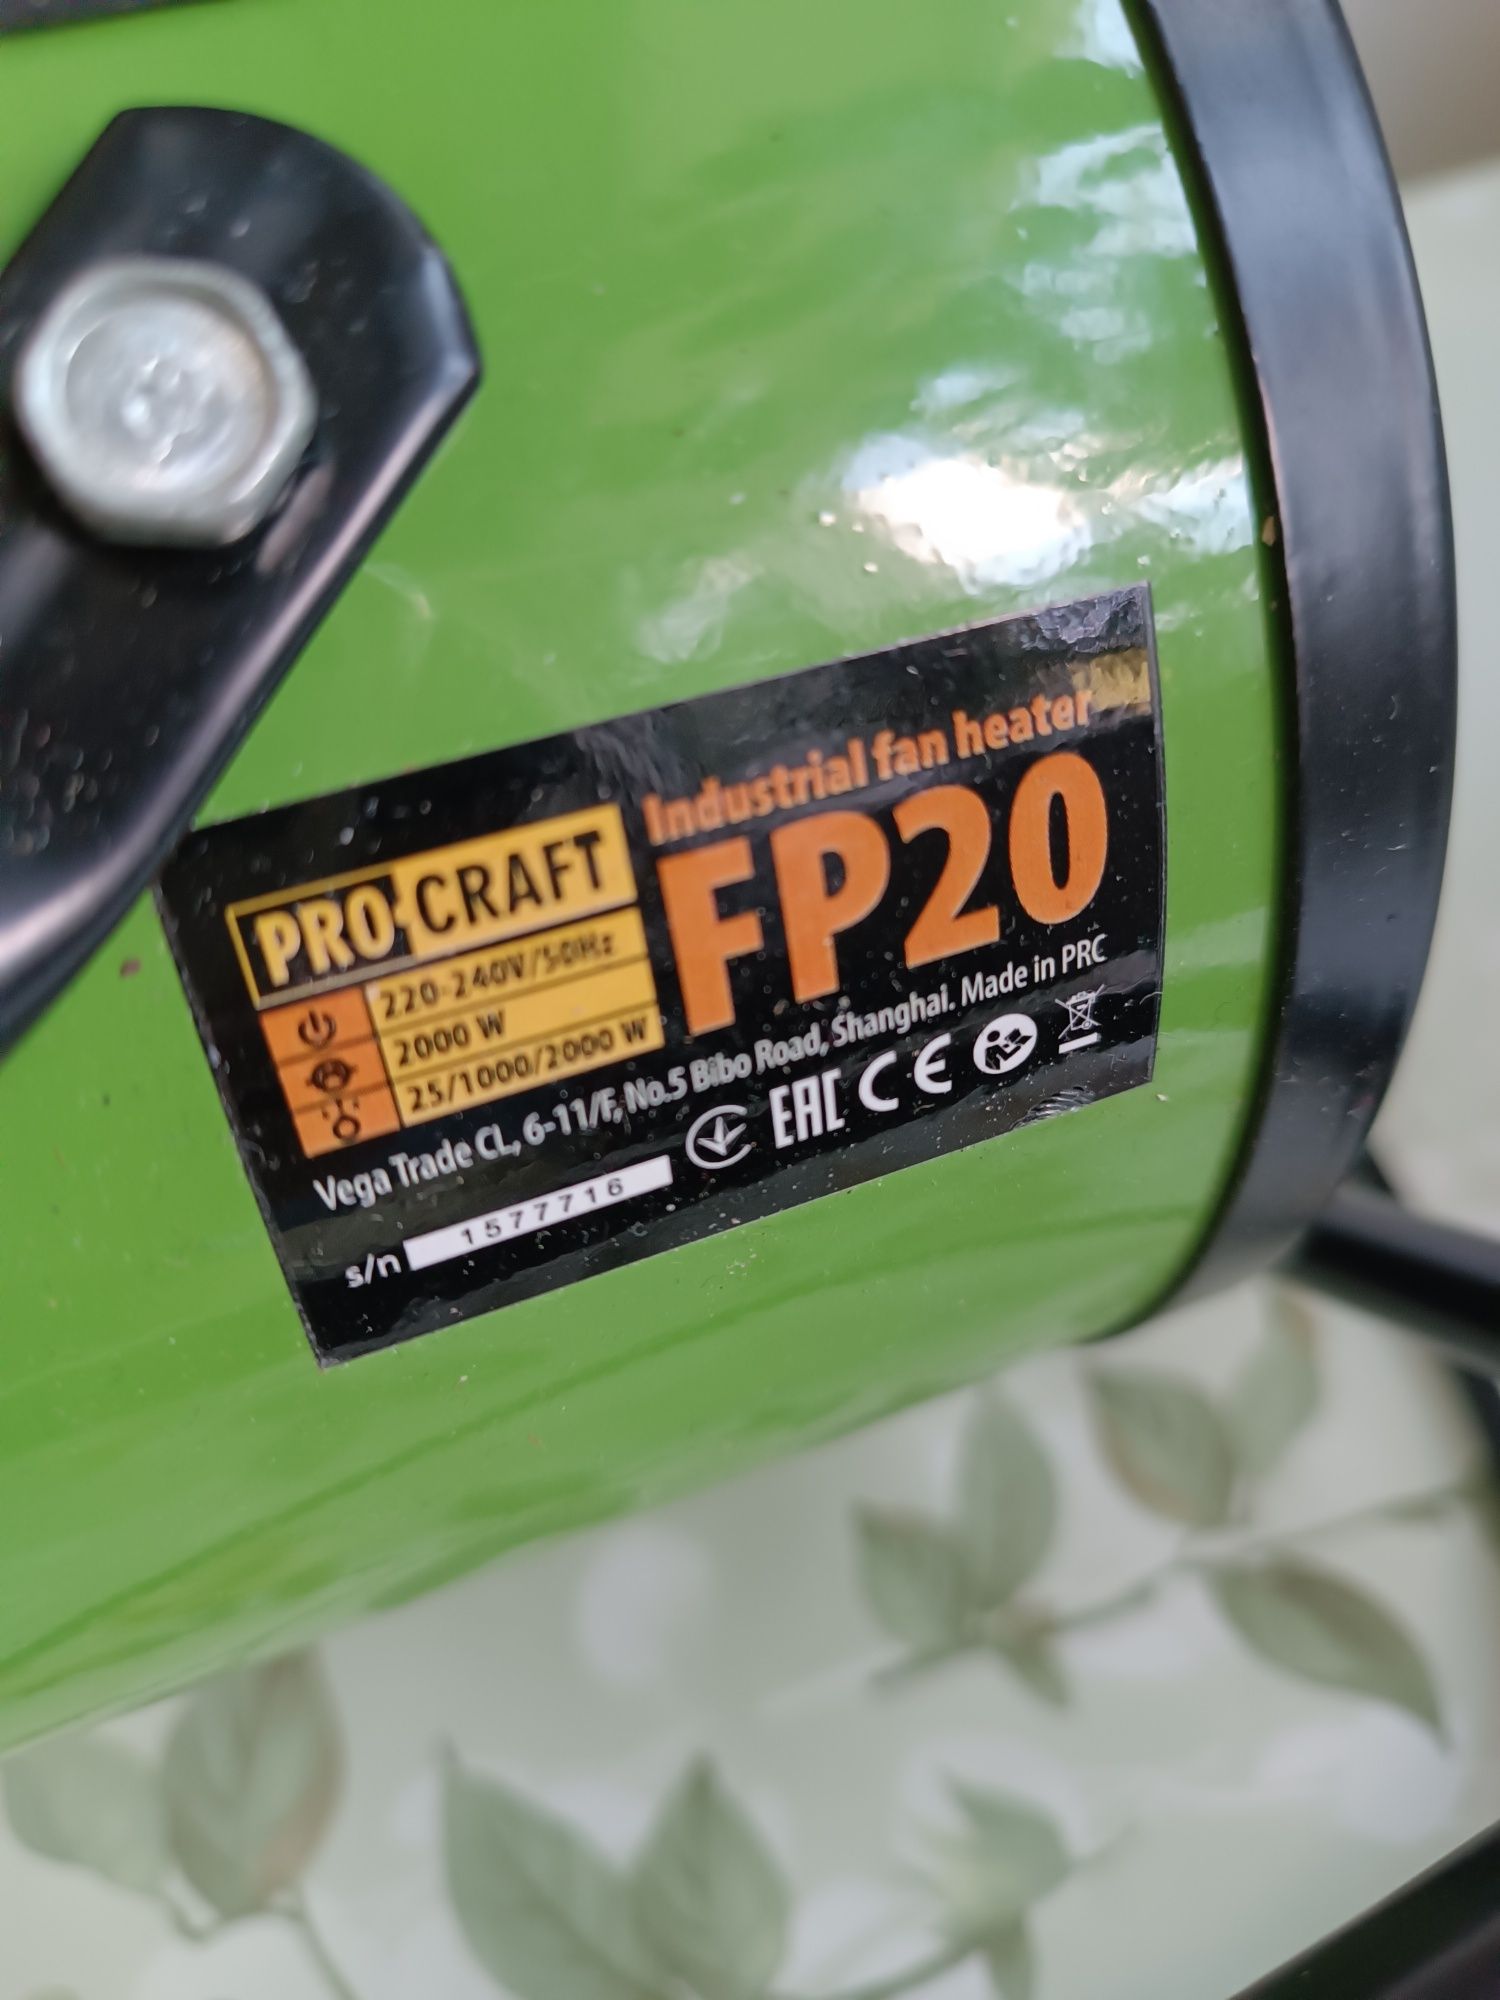 Industrial fan heater
PRO-CRAFT
FP20
220-240V/50Hz
2000 W
25/1000/2000 W
Vega Trade CL, 6-11/F, No.5 Bibo Road, Shanghai. Made in PRC
EAC CE
s/n 1577716